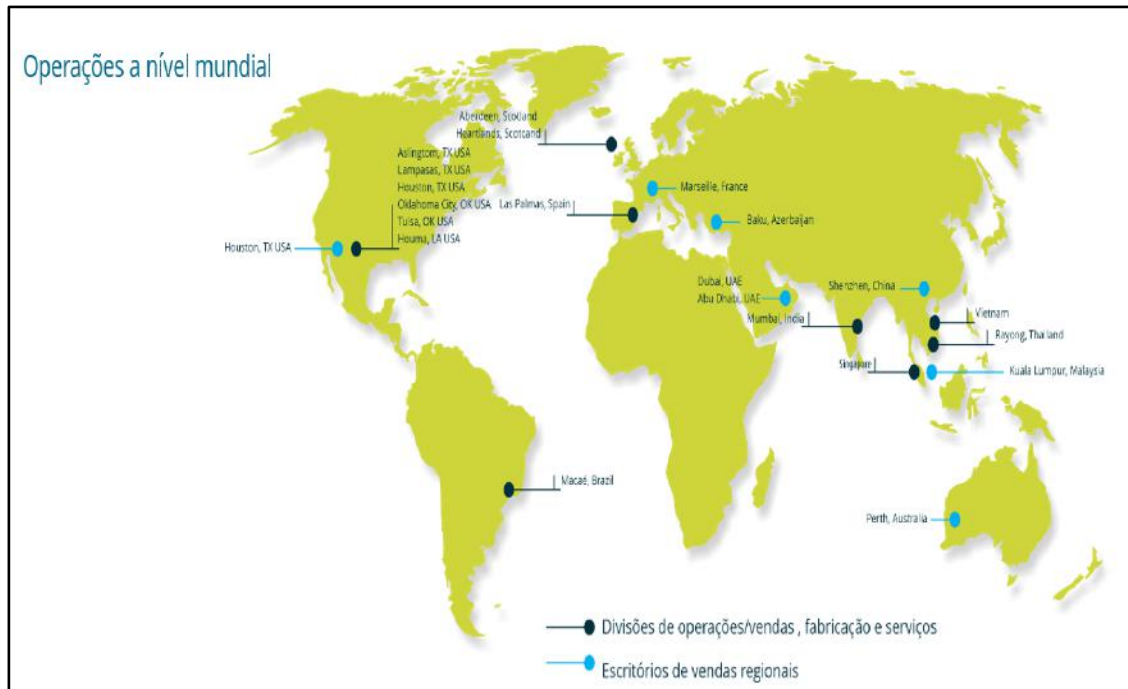 Operações a nível mundial
Aberdeen, Scotland
Heartlands, Scotcand
Aslingtom, TX USA
Lampasas, TX USA
Houston, TX USA
Oklahoma City, OK USA
Tulsa, OK USA
Houma, LA USA
Houston, TX USA
Las Palmas, Spain
Marseille, France
Baku, Azerbaijan
Dubai, UAE
Abu Dhabi, UAE
Shenzhen, China
Mumbai, India
Vietnam
Rayong, Thailand
Singapore
Kuala Lumpur, Malaysia
Macaé, Brazil
Perth, Australia
Divisões de operações/vendas , fabricação e serviços
Escritórios de vendas regionais